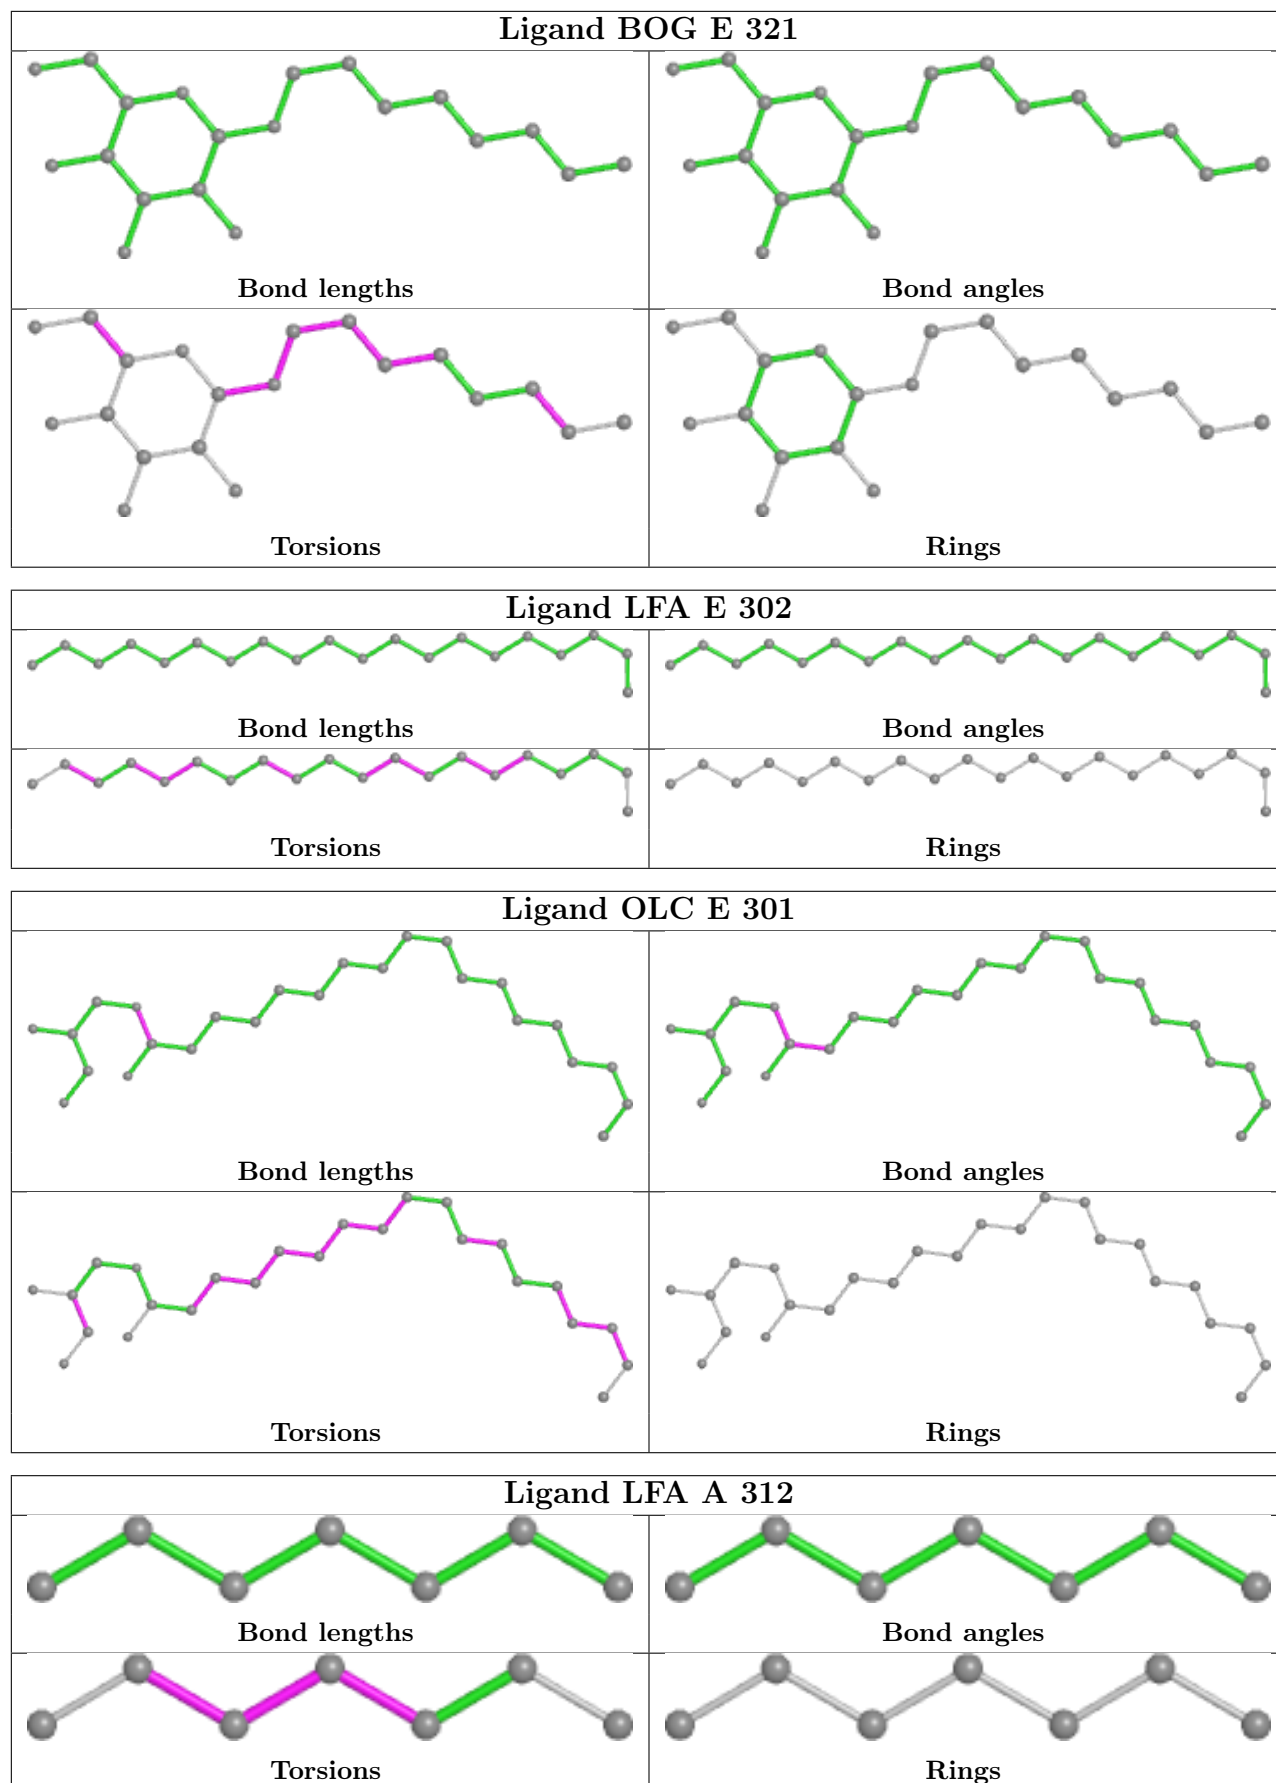 Ligand BOG E 321
Bond lengths
Bond angles
Torsions
Rings
Ligand LFA E 302
Bond lengths
Bond angles
Torsions
Rings
Ligand OLC E 301
Bond lengths
Bond angles
Torsions
Rings
Ligand LFA A 312
Bond lengths
Bond angles
Torsions
Rings